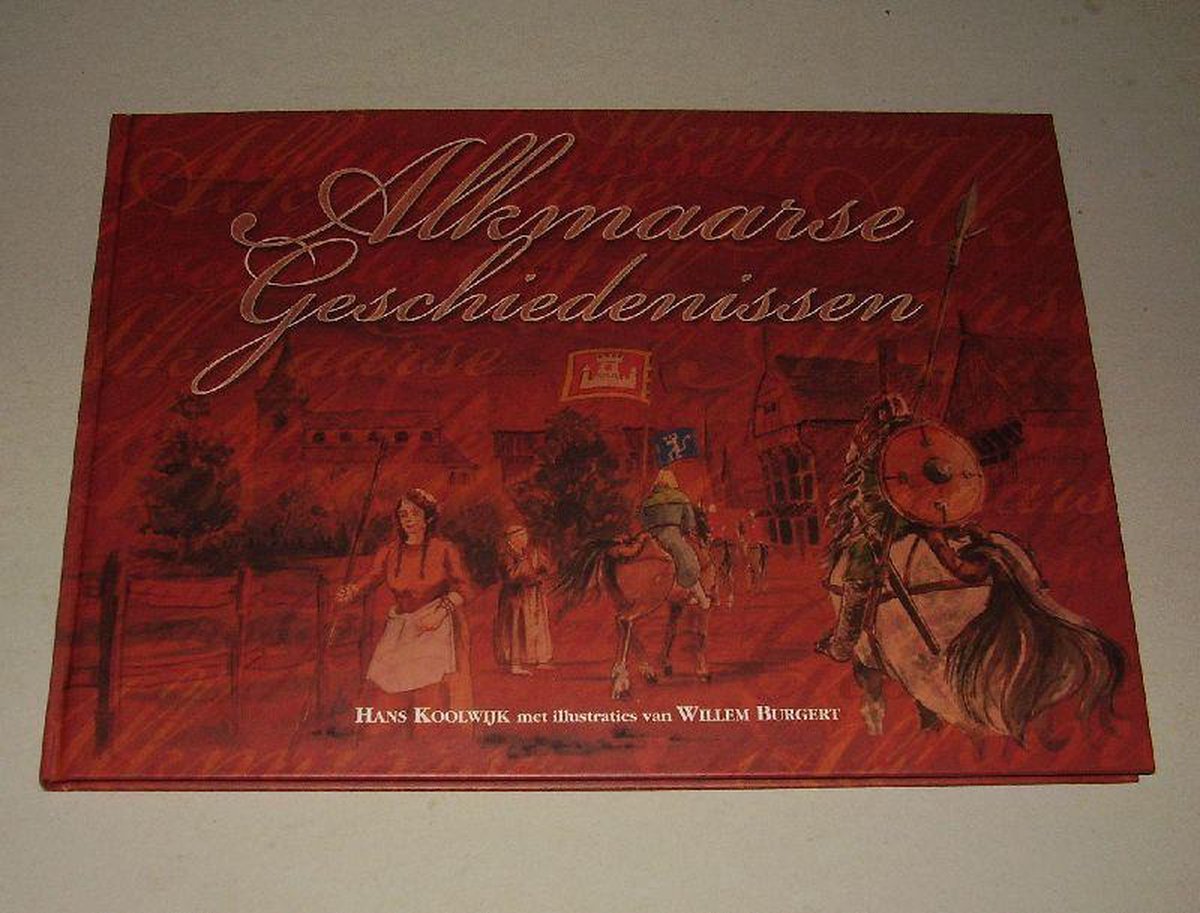 Alkmaarse
Geschiedenissen
HANS KOOLWIJK met illustraties van WILLEM BURGERT